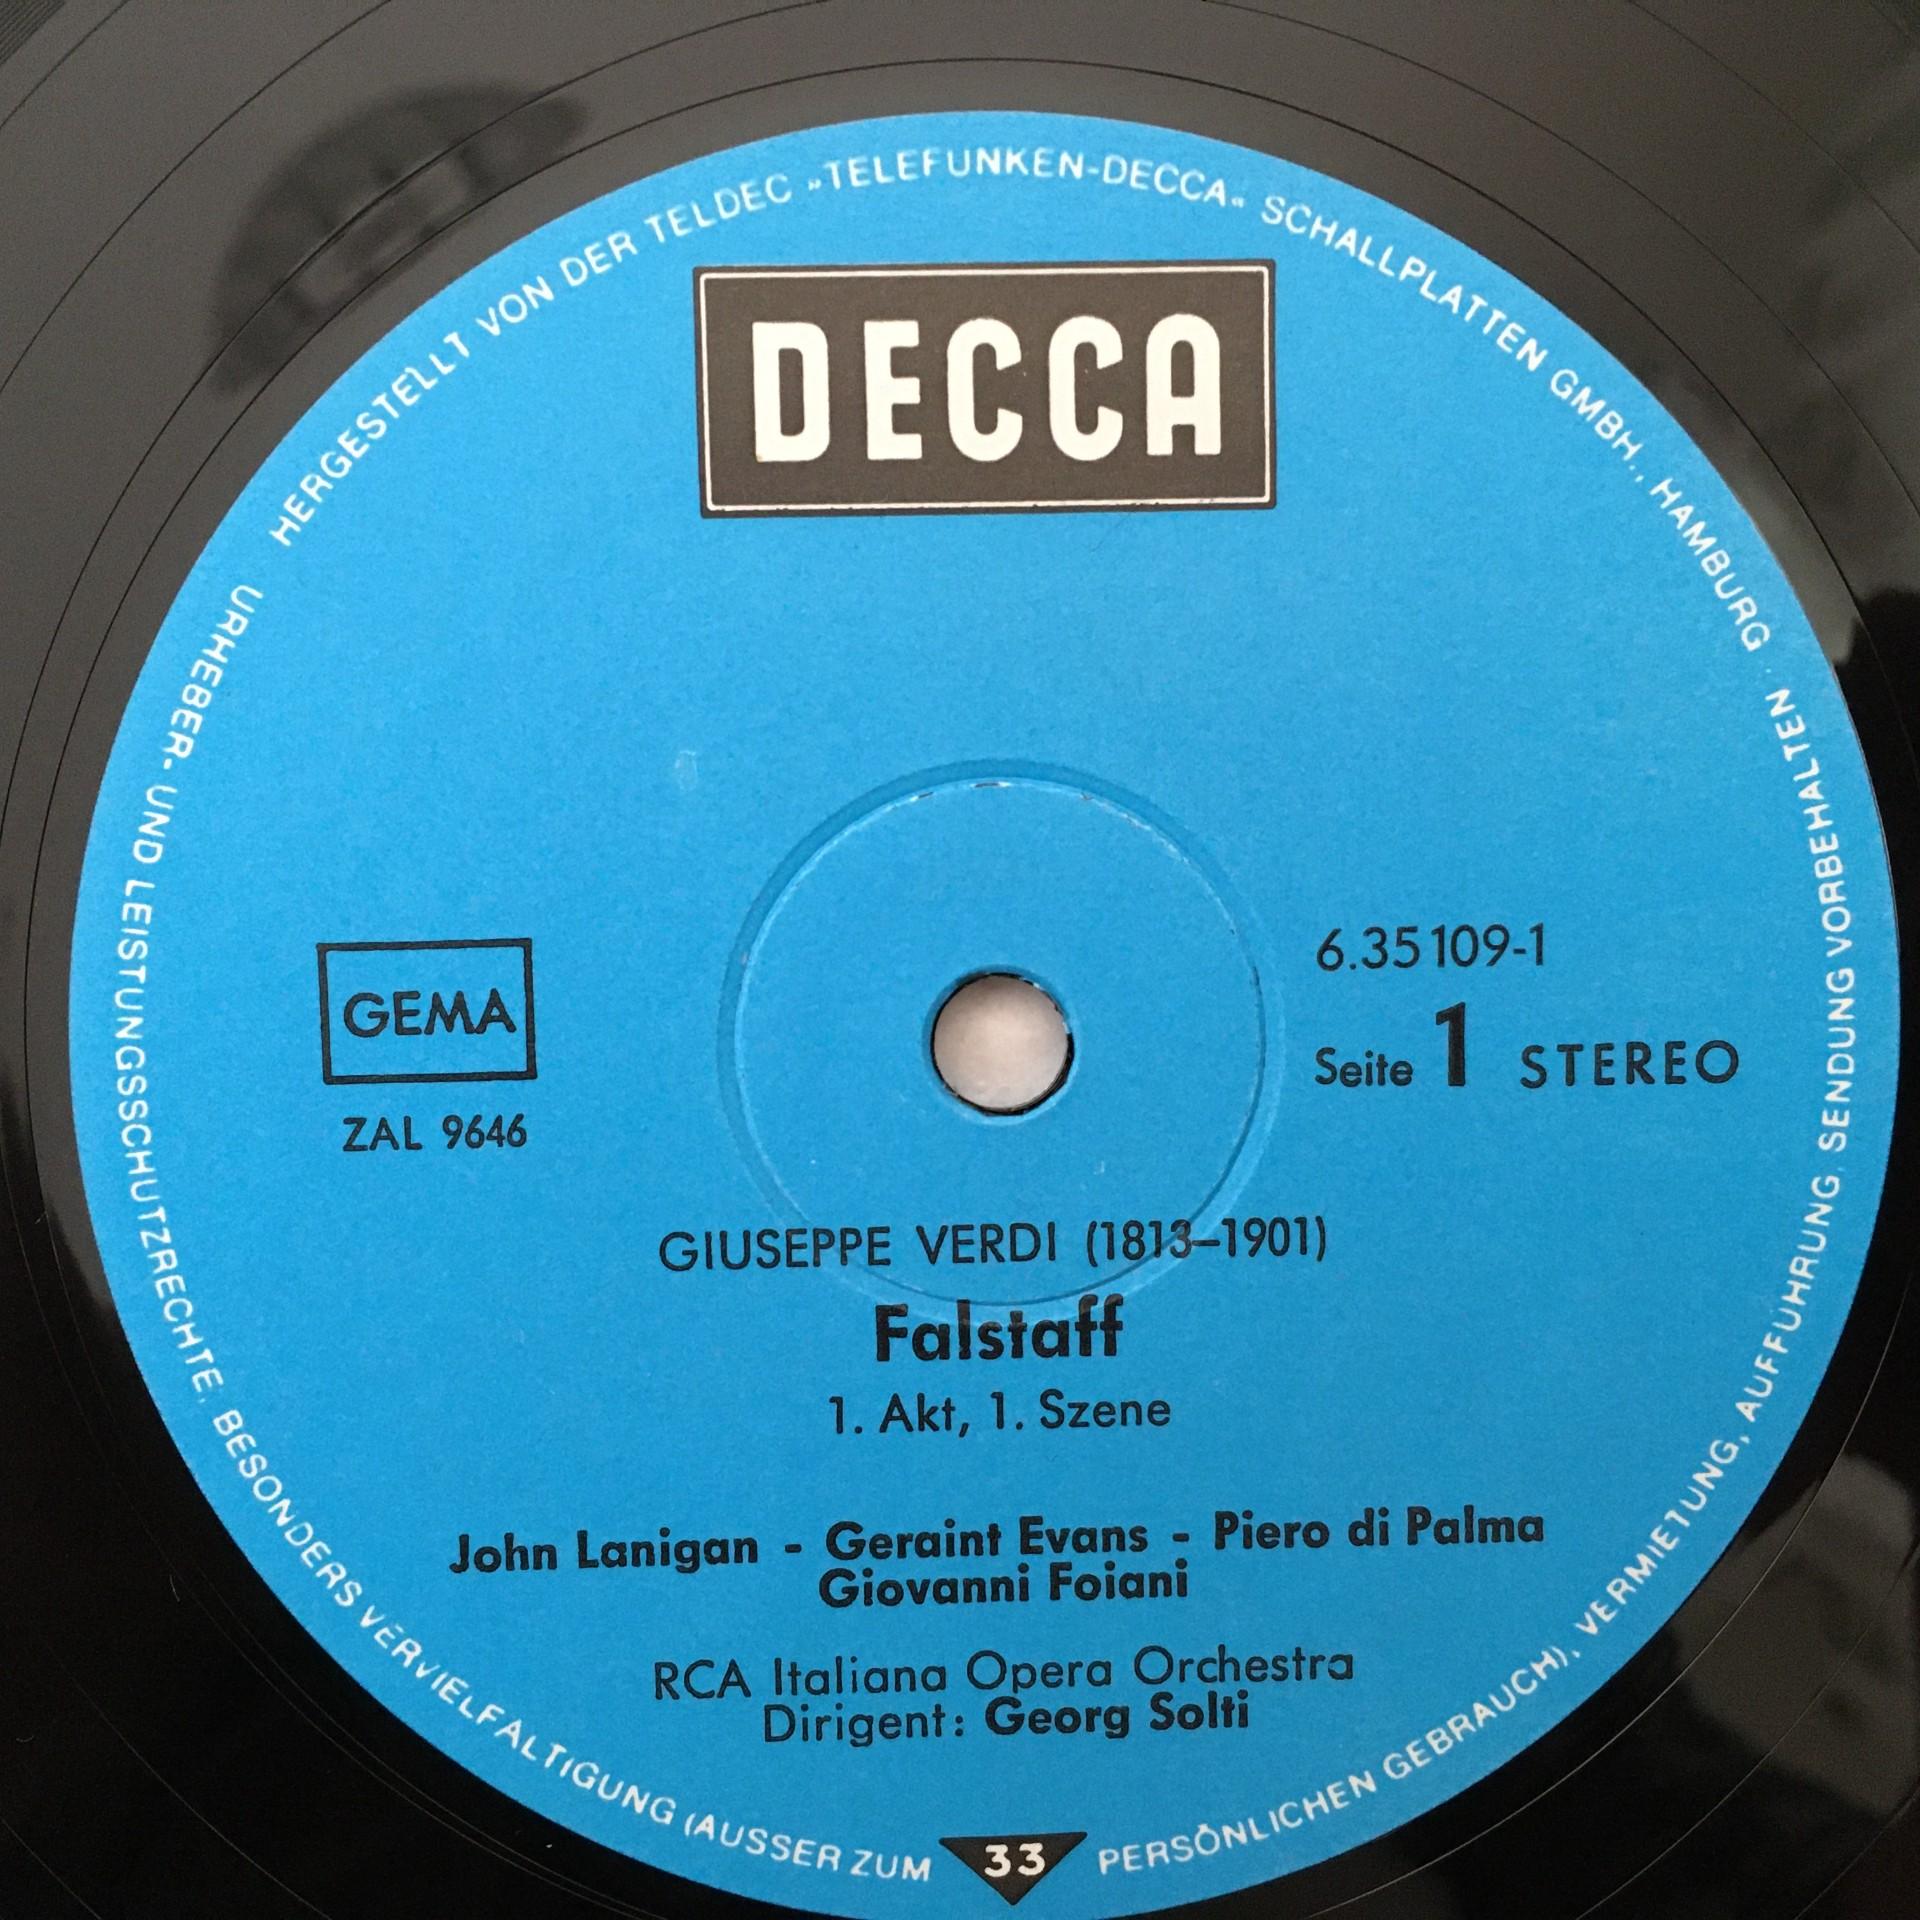 HERGESTELLT VON DER TELDEC »TELEFUNKEN-DECCA« SCHALLPLATTEN GMBH., HAMBURG ·
DECCA
GEMA
ZAL 9646
6.35109-1
Seite 1 STEREO
GIUSEPPE VERDI (1813–1901)
Falstaff
1. Akt, 1. Szene
John Lanigan - Geraint Evans - Piero di Palma
Giovanni Foiani
RCA Italiana Opera Orchestra
Dirigent: Georg Solti
URHEBER- UND LEISTUNGSSCHUTZRECHTE, BESONDERS VERVIELFALTIGUNG (AUSSER ZUM PERSÖNLICHEN GEBRAUCH), VERMIETUNG, AUFFÜHRUNG, SENDUNG VORBEHALTEN
33